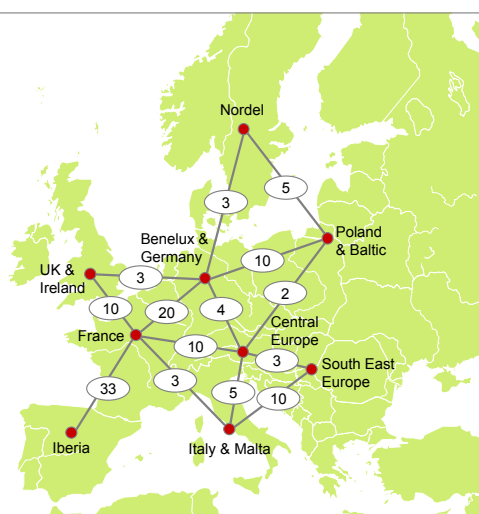 Nordel
5
3
Benelux &
Germany
Poland
& Baltic
10
UK &
Ireland
3
2
10
20
4
Central
Europe
France
10
3
South East
Europe
3
33
5
10
Iberia
Italy & Malta